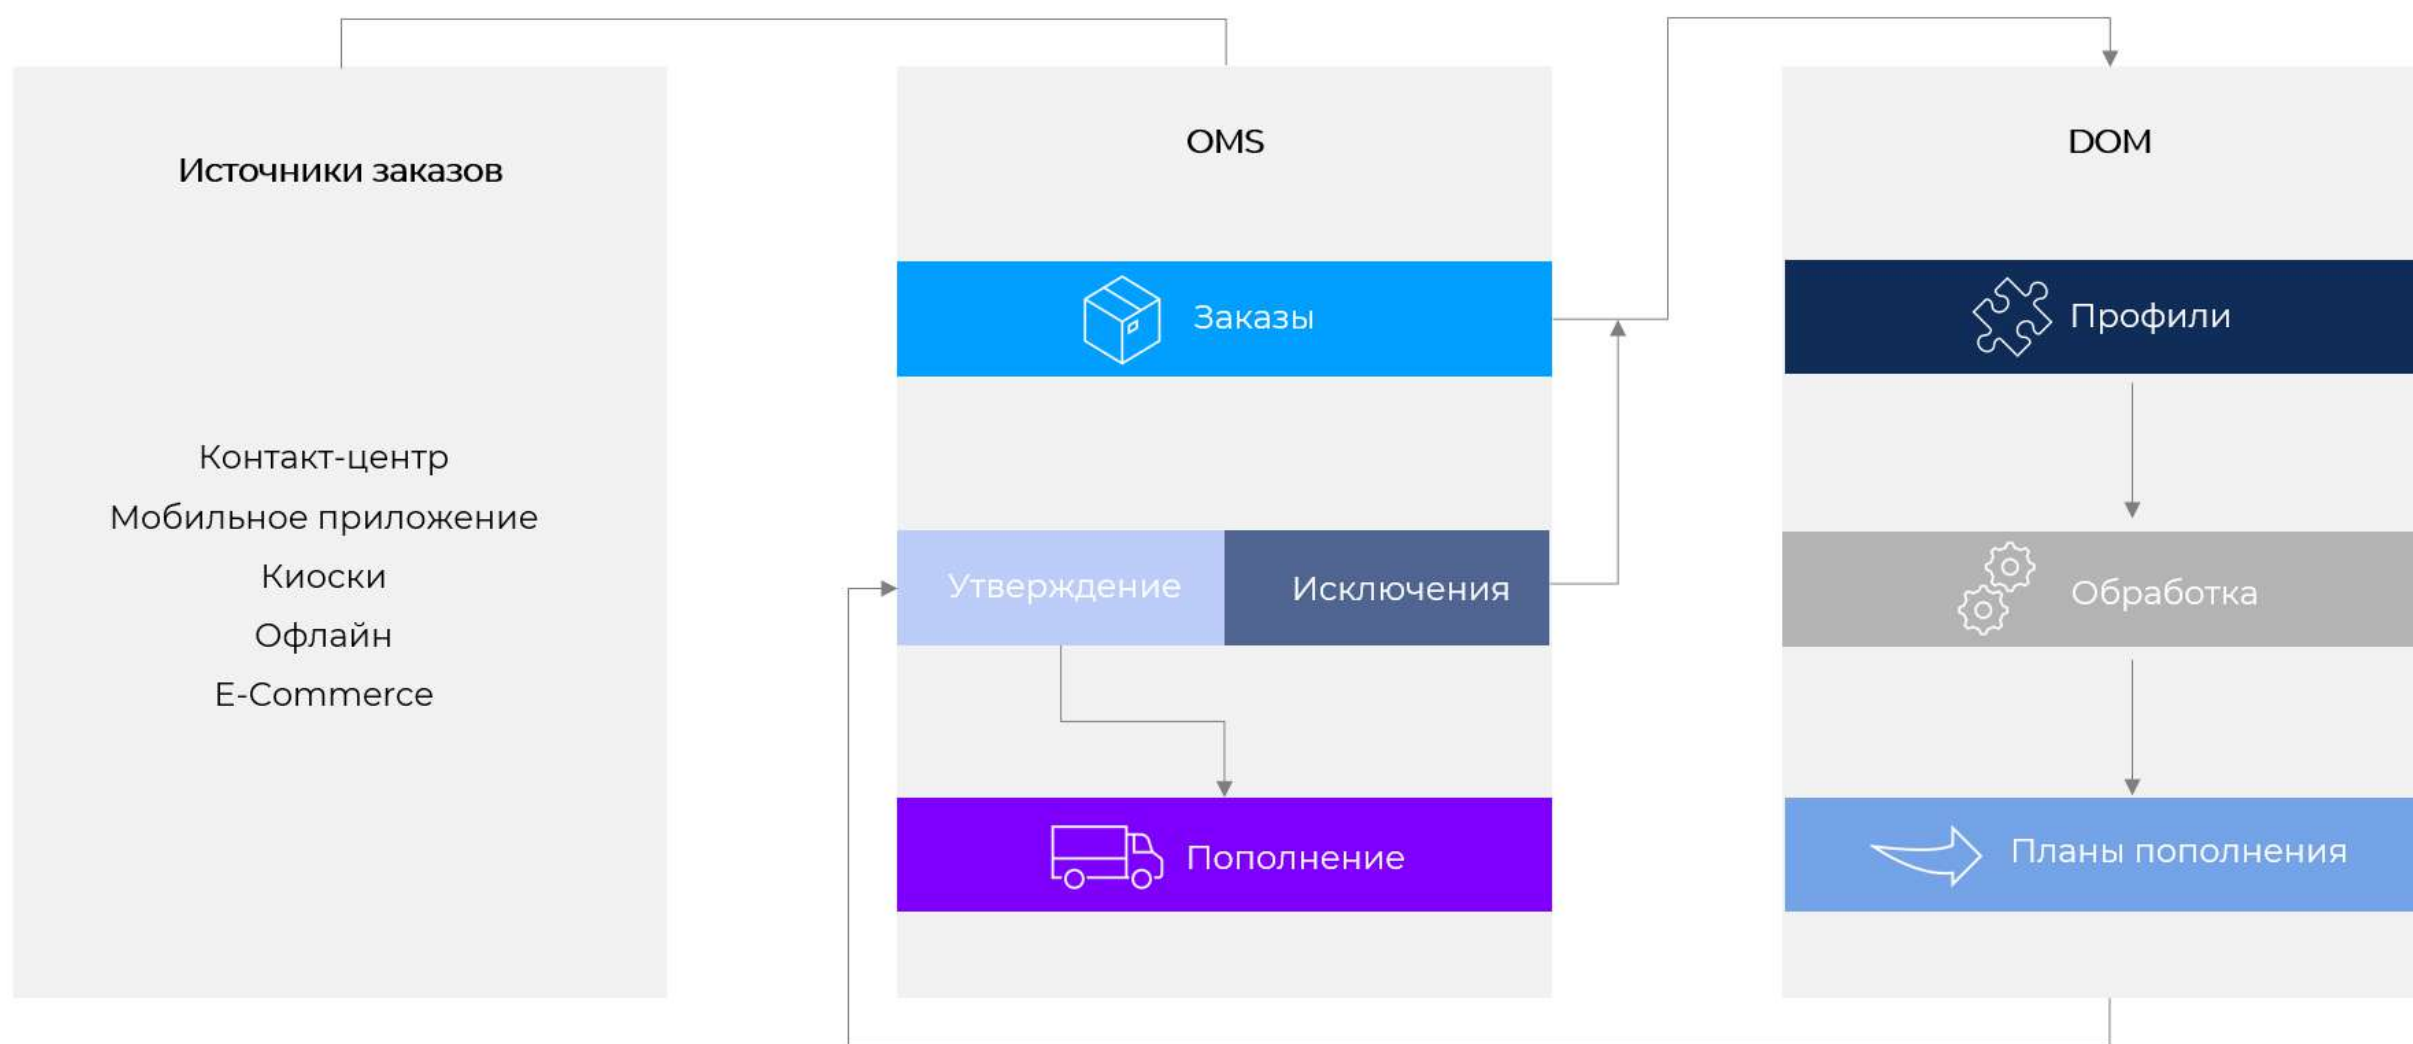 Источники заказов
Контакт-центр
Мобильное приложение
Киоски
Офлайн
E-Commerce
OMS
Заказы
Утверждение
Исключения
Пополнение
DOM
Профили
Обработка
Планы пополнения